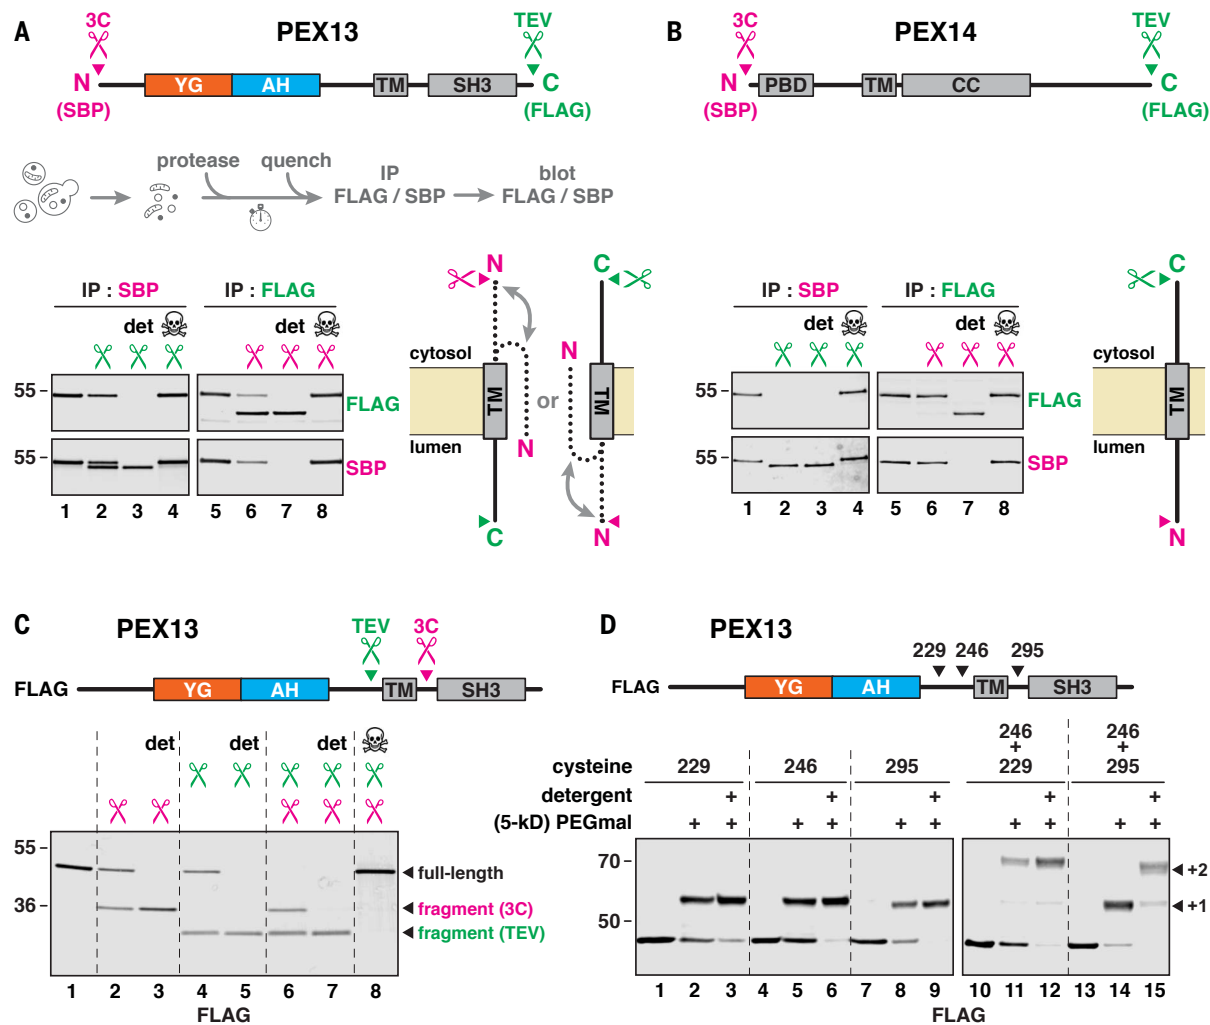 A
3C
PEX13
TEV
N
YG
AH
TM
SH3
C
(SBP)
(FLAG)
B
3C
PEX14
TEV
N
PBD
TM
CC
C
(SBP)
(FLAG)
protease
quench
IP
FLAG / SBP
blot
FLAG / SBP
IP : SBP
IP : FLAG
det
det
55
FLAG
55
SBP
1 2 3 4 5 6 7 8
N
C
cytosol
TM
N
or
TM
lumen
N
C
N
IP : SBP
IP : FLAG
det
det
55
FLAG
55
SBP
1 2 3 4 5 6 7 8
C
cytosol
TM
lumen
N
C
PEX13
TEV
3C
FLAG
YG
AH
TM
SH3
det
det
det
55
full-length
36
fragment (3C)
fragment (TEV)
1 2 3 4 5 6 7 8
FLAG
D
PEX13
229 246 295
FLAG
YG
AH
TM
SH3
246 246
+ +
cysteine 229 246 295 229 295
detergent + + + + +
(5-kD) PEGmal + + + + + + + + + +
70
+2
+1
50
1 2 3 4 5 6 7 8 9 10 11 12 13 14 15
FLAG